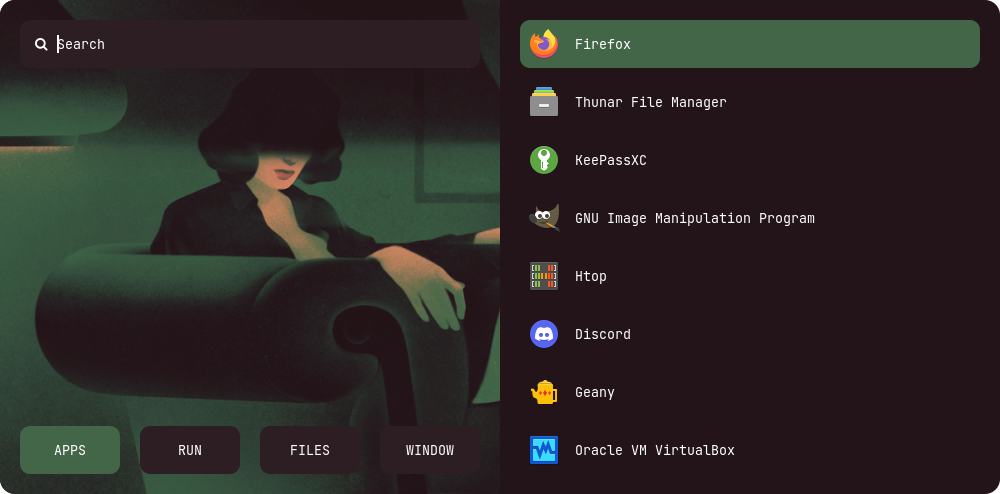 Search
APPS
RUN
FILES
WINDOW
Firefox
Thunar File Manager
KeePassXC
GNU Image Manipulation Program
Htop
Discord
Geany
Oracle VM VirtualBox